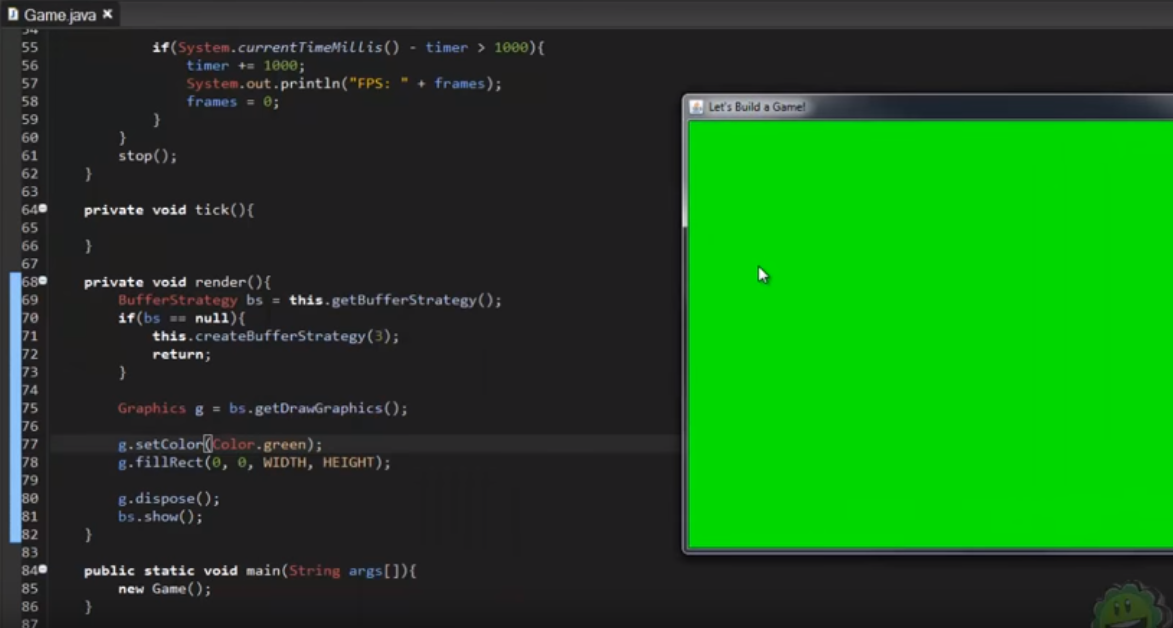 Game.java ×
54
55 if(System.currentTimeMillis() - timer > 1000){
56 timer += 1000;
57 System.out.println("FPS: " + frames);
58 frames = 0;
59 }
60 }
61 stop();
62 }
63
64 private void tick(){
65
66 }
67
68 private void render(){
69 BufferStrategy bs = this.getBufferStrategy();
70 if(bs == null){
71 this.createBufferStrategy(3);
72 return;
73 }
74
75 Graphics g = bs.getDrawGraphics();
76
77 g.setColor(Color.green);
78 g.fillRect(0, 0, WIDTH, HEIGHT);
79
80 g.dispose();
81 bs.show();
82 }
83
84 public static void main(String args[]){
85 new Game();
86 }
87
Let's Build a Game!